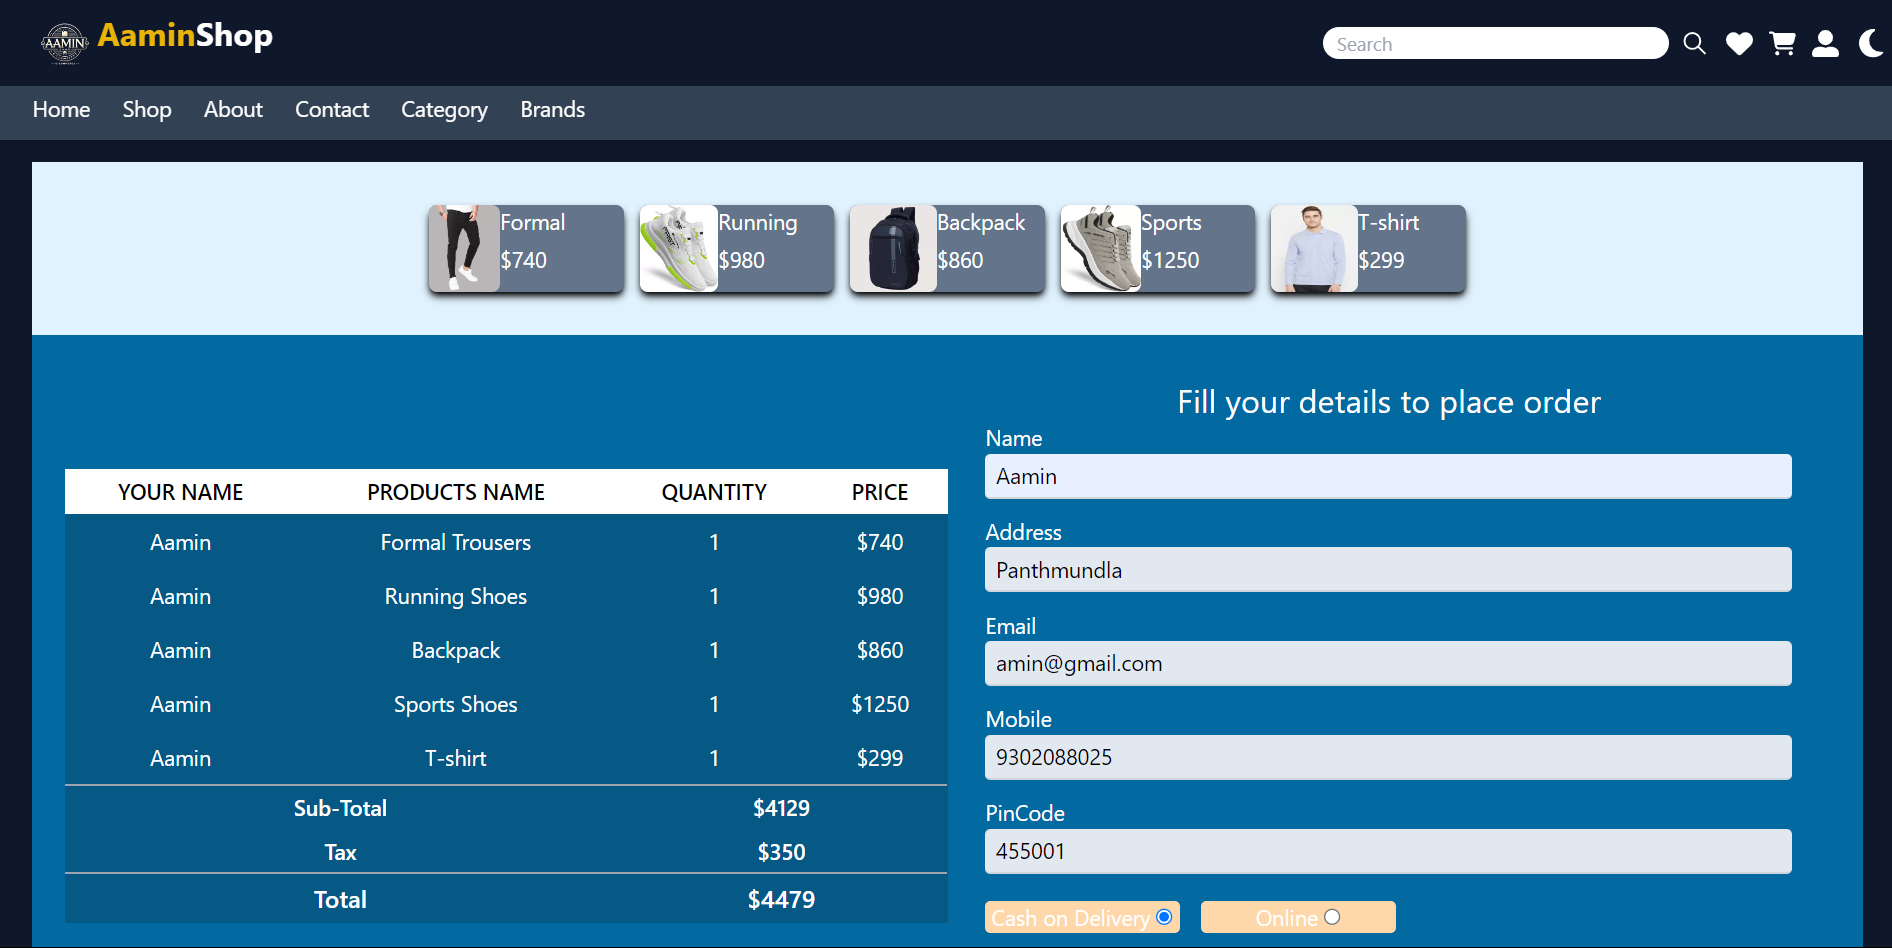 AAMIN
AaminShop
Search
Home Shop About Contact Category Brands
Formal
$740
Running
$980
Backpack
$860
Sports
$1250
T-shirt
$299
YOUR NAME PRODUCTS NAME QUANTITY PRICE
Aamin Formal Trousers 1 $740
Aamin Running Shoes 1 $980
Aamin Backpack 1 $860
Aamin Sports Shoes 1 $1250
Aamin T-shirt 1 $299
Sub-Total $4129
Tax $350
Total $4479
Fill your details to place order
Name
Aamin
Address
Panthmundla
Email
amin@gmail.com
Mobile
9302088025
PinCode
455001
Cash on Delivery Online